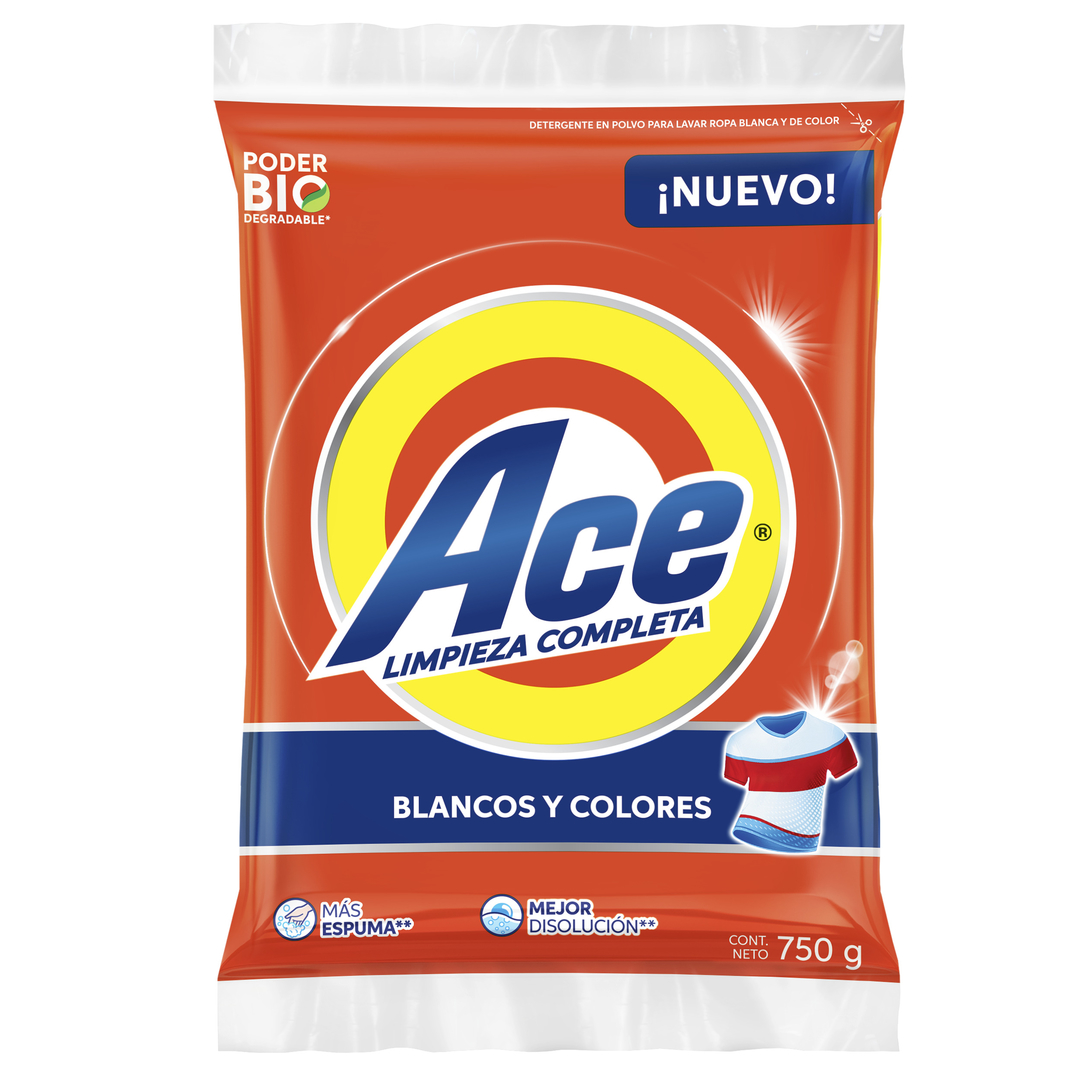 DETERGENTE EN POLVO PARA LAVAR ROPA BLANCA Y DE COLOR
PODER
BIO
DEGRADABLE*
¡NUEVO!
Ace®
LIMPIEZA COMPLETA
BLANCOS Y COLORES
MÁS
ESPUMA**
MEJOR
DISOLUCIÓN**
CONT.
NETO 750 g